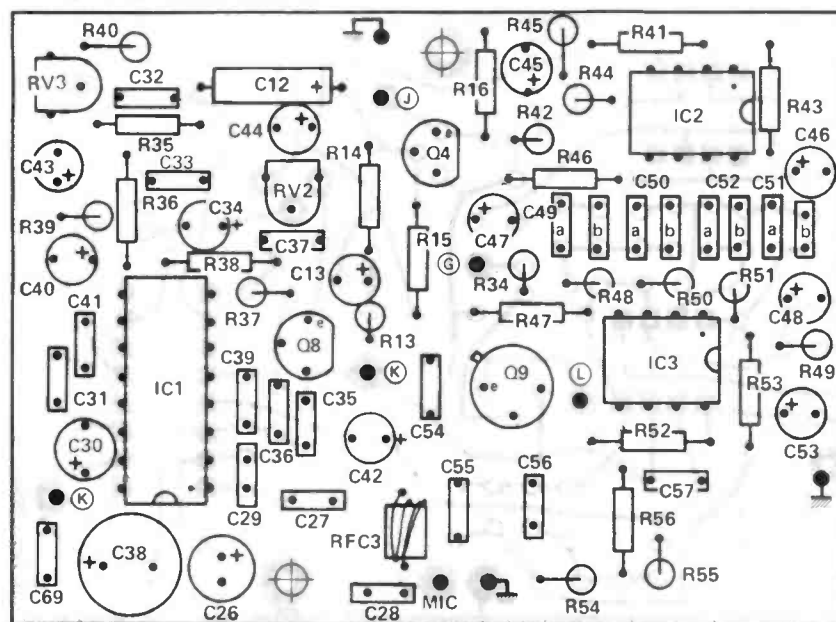 R40
R45
R41
RV3
C32
C12
+
R16
C45
+
R44
IC2
R43
J
R42
C46
+
R35
C44
+
Q4
e
C43
+
C33
R14
R46
R36
RV2
C49
C50
C52
C51
R39
C34
+
C37
R15
+
C47
a
b
a
b
a
b
a
b
C40
+
R38
C13
+
G
R34
R48
R50
R51
C41
R37
R13
R47
C48
+
Q8
e
IC1
C39
K
Q9
e
L
IC3
R49
C31
C35
C54
R53
C30
+
C36
C42
+
R52
C53
+
K
C29
C27
C55
C56
C57
RFC3
R56
C38
+
C26
+
R55
C69
C28
MIC
R54